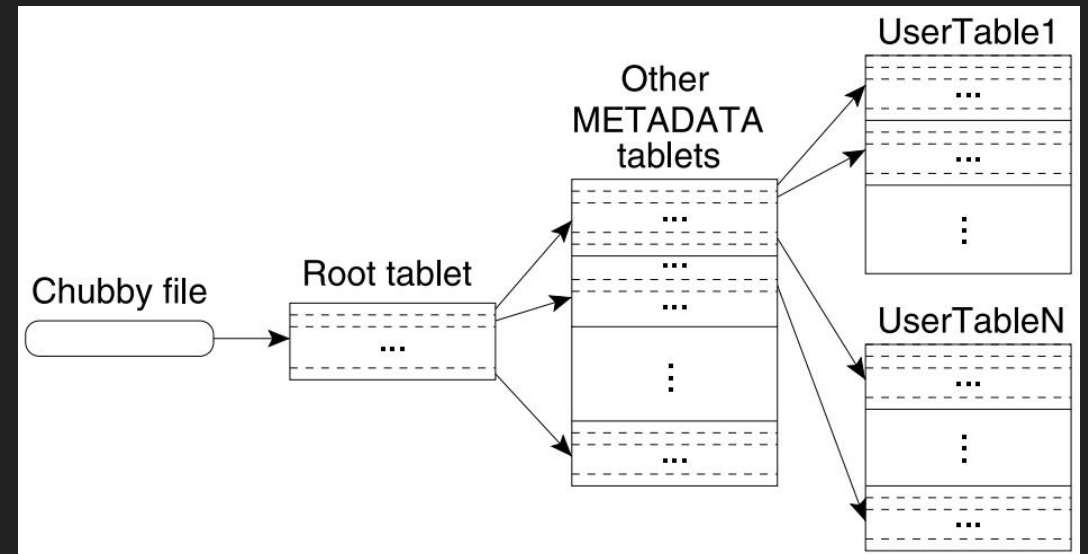 UserTable1
...
...
⋮
Other
METADATA
tablets
...
...
...
⋮
...
Root tablet
...
Chubby file
UserTableN
...
⋮
...